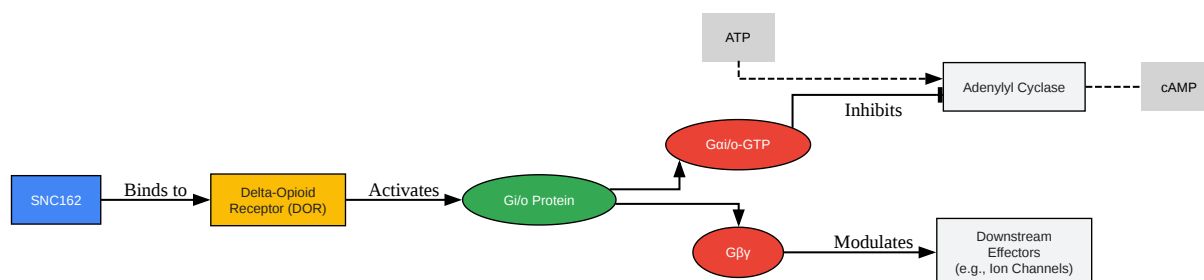 ATP
Adenylyl Cyclase
cAMP
Inhibits
Gαi/o-GTP
SNC162
Binds to
Delta-Opioid
Receptor (DOR)
Activates
Gi/o Protein
Gβγ
Modulates
Downstream
Effectors
(e.g., Ion Channels)